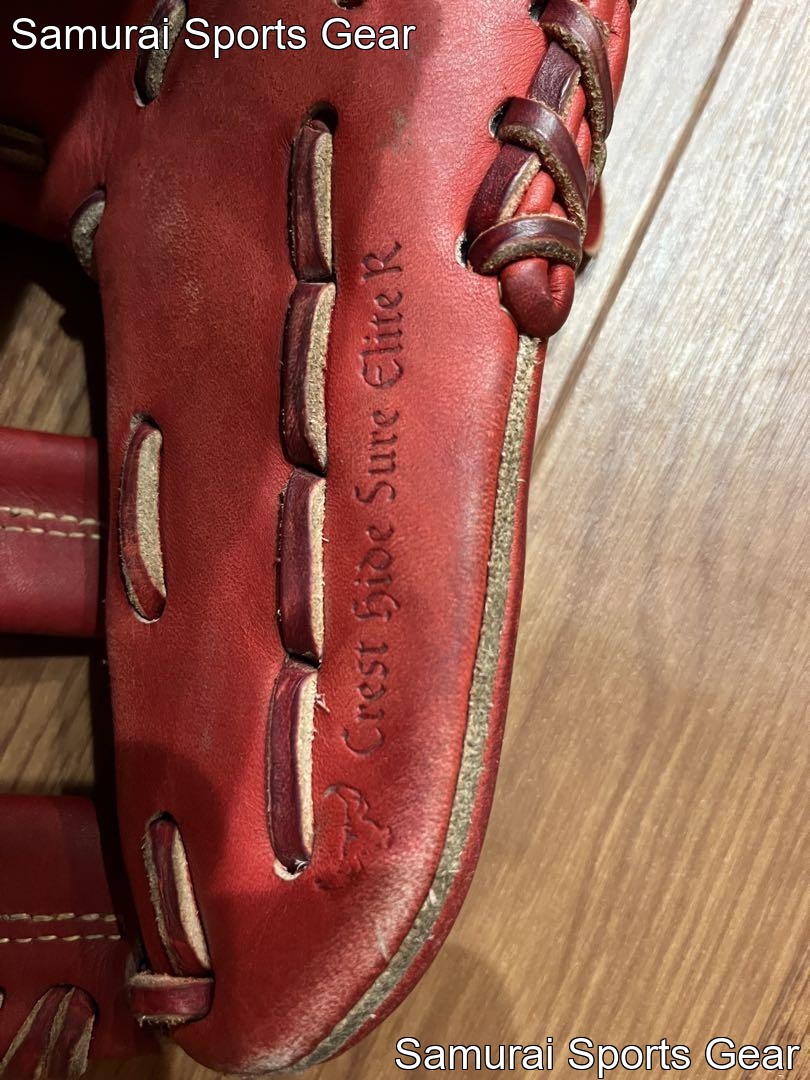 Samurai Sports Gear
Crest Hide Sure Elite R
Samurai Sports Gear